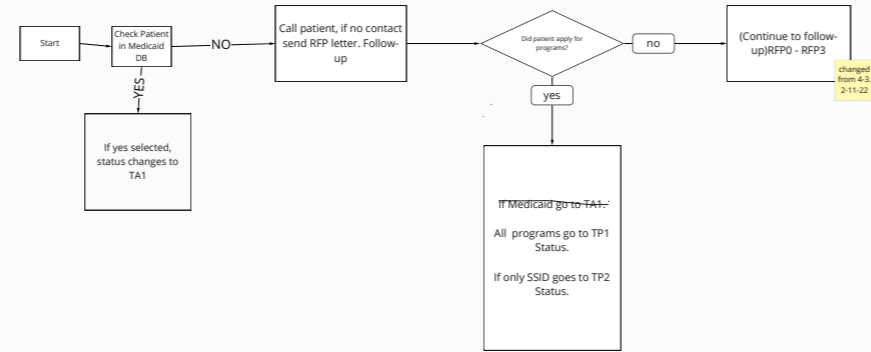 Start
Check Patient
in Medicaid
DB
NO
YES
If yes selected,
status changes to
TA1
Call patient, if no contact
send RFP letter. Follow-
up
Did patient apply for
programs?
no
yes
(Continue to follow-
up)RFP0 - RFP3
changed
from 4-3.
2-11-22
If Medicaid go to TA1.
All programs go to TP1
Status.
If only SSID goes to TP2
Status.